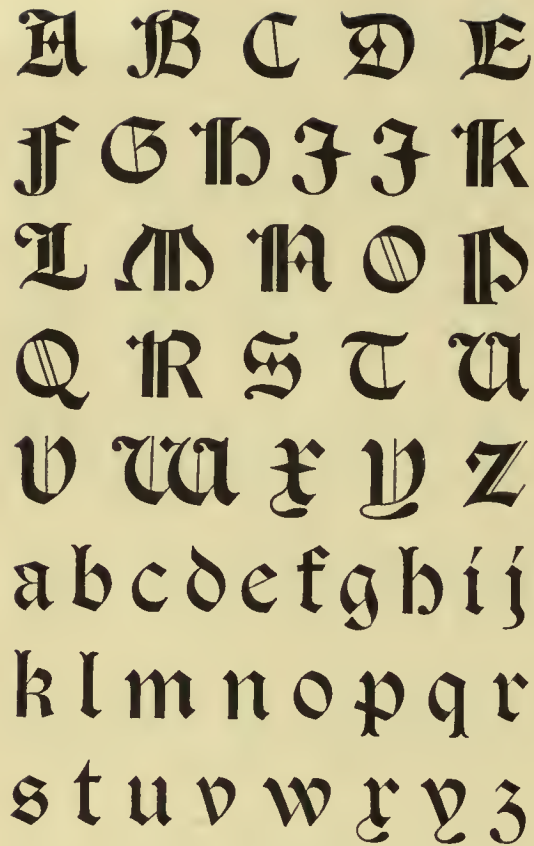 A B C D E
F G H I J K
L M N O P
Q R S T U
V W X Y Z
a b c d e f g h i j
k l m n o p q r
s t u v w x y z